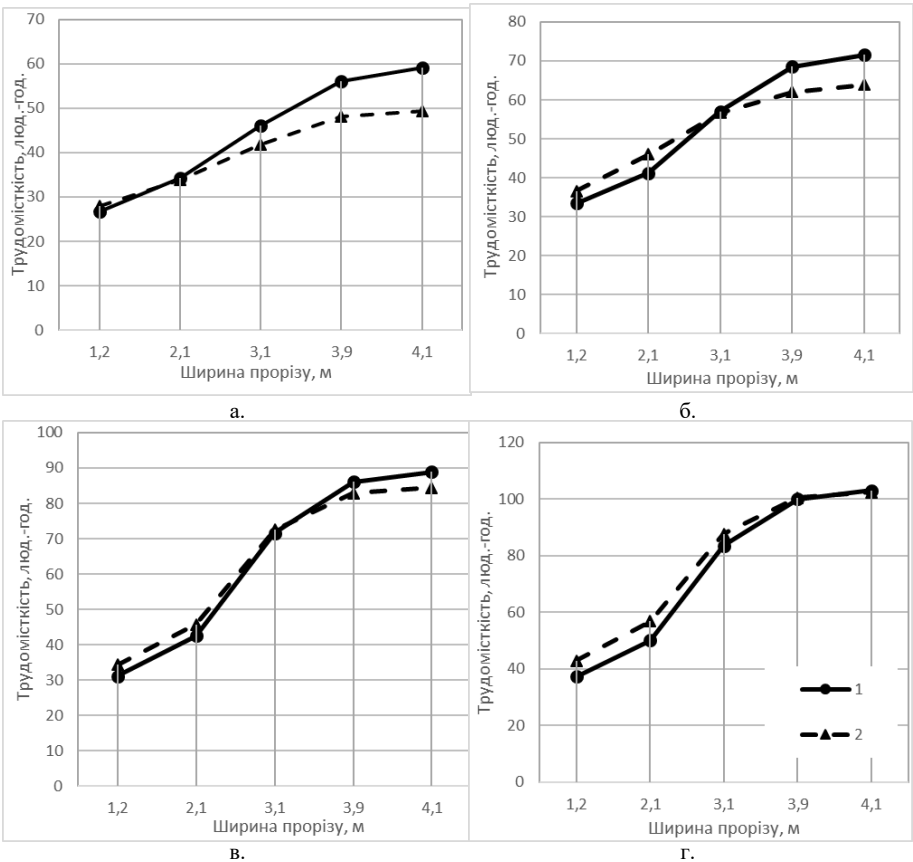 70
60
50
40
30
20
10
0
Трудомісткість, люд.-год.
1,2 2,1 3,1 3,9 4,1
Ширина прорізу, м
а.
80
70
60
50
40
30
20
10
0
Трудомісткість, люд.-год.
1,2 2,1 3,1 3,9 4,1
Ширина прорізу, м
б.
100
90
80
70
60
50
40
30
20
10
0
Трудомісткість, люд.-год.
1,2 2,1 3,1 3,9 4,1
Ширина прорізу, м
в.
120
100
80
60
40
20
0
Трудомісткість, люд.-год.
1
2
1,2 2,1 3,1 3,9 4,1
Ширина прорізу, м
г.